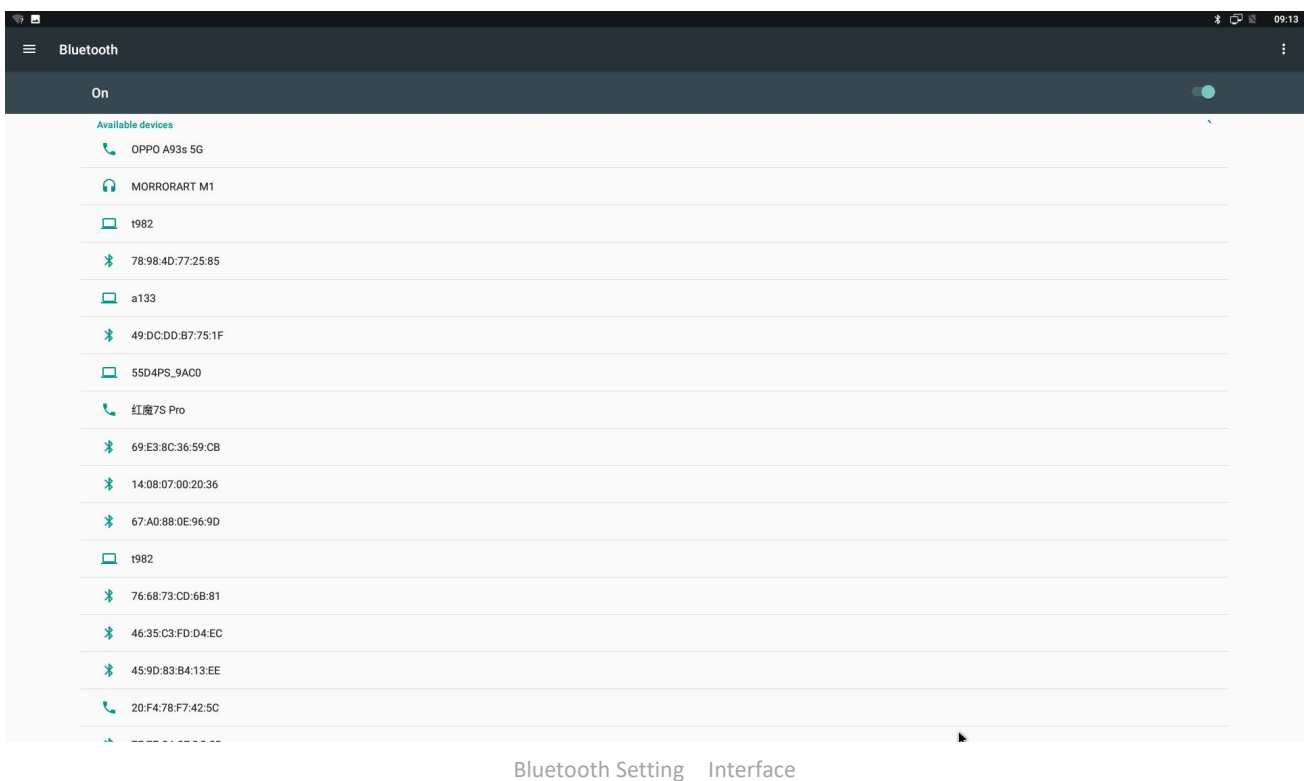 09:13
Bluetooth
On
Available devices
OPPO A93s 5G
MORRORART M1
t982
78:98:4D:77:25:85
a133
49:DC:DD:B7:75:1F
55D4PS_9AC0
红魔7S Pro
69:E3:8C:36:59:CB
14:08:07:00:20:36
67:A0:88:0E:96:9D
t982
76:68:73:CD:6B:81
46:35:C3:FD:D4:EC
45:9D:83:B4:13:EE
20:F4:78:F7:42:5C
Bluetooth Setting Interface